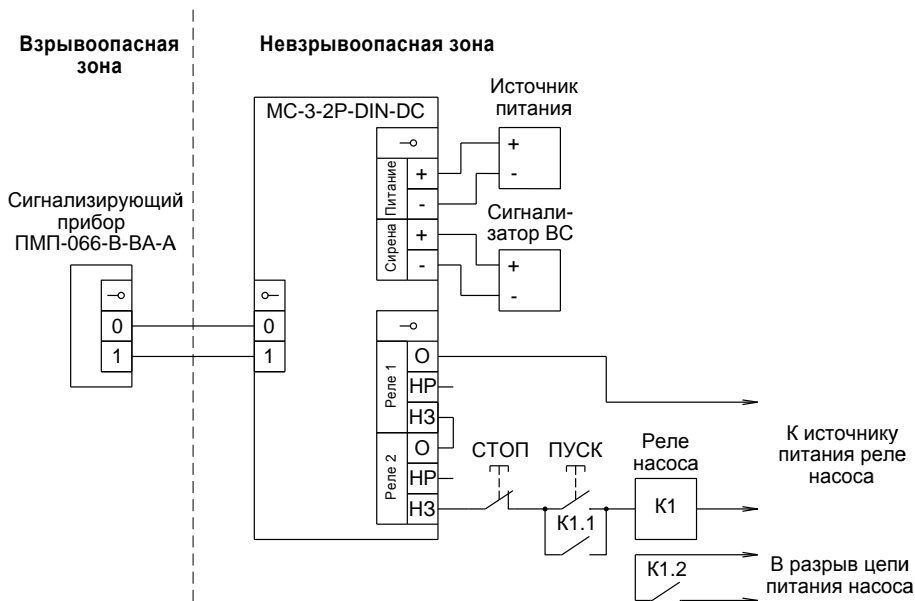 Взрывоопасная
зона
Невзрывоопасная зона
МС-3-2Р-DIN-DC
Источник
питания
Питание
+
-
+
-
Сигнализирующий
прибор
ПМП-066-В-ВА-А
Сигнали-
затор ВС
Сирена
+
-
+
-
0
1
0
1
Реле 1
О
НР
НЗ
Реле 2
О
НР
НЗ
СТОП
ПУСК
К1.1
Реле
насоса
К1
К источнику
питания реле
насоса
К1.2
В разрыв цепи
питания насоса